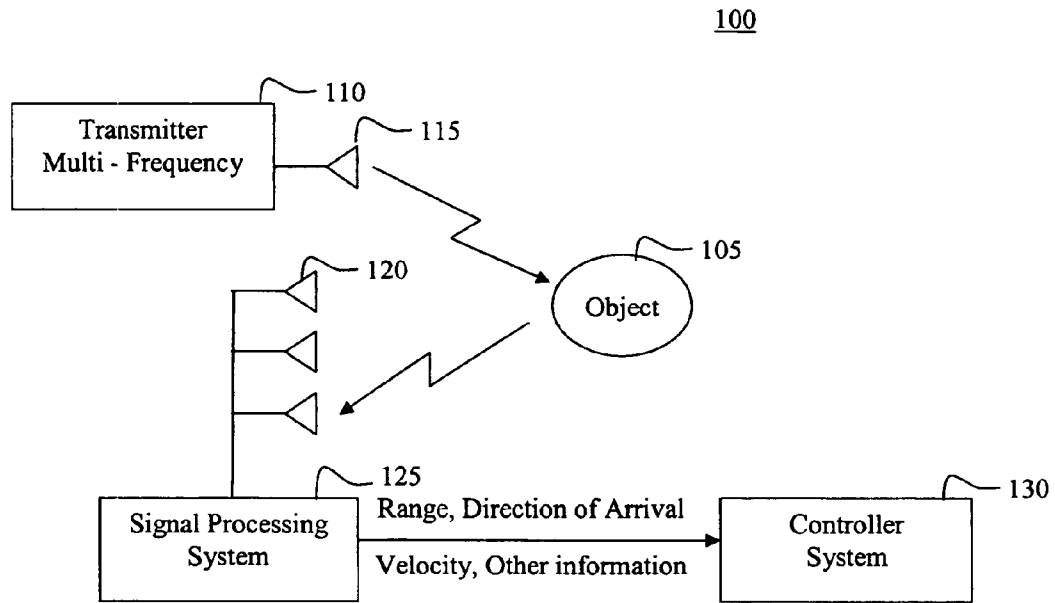 100
110
Transmitter
Multi - Frequency
115
105
Object
120
125
Signal Processing
System
Range, Direction of Arrival
Velocity, Other information
130
Controller
System